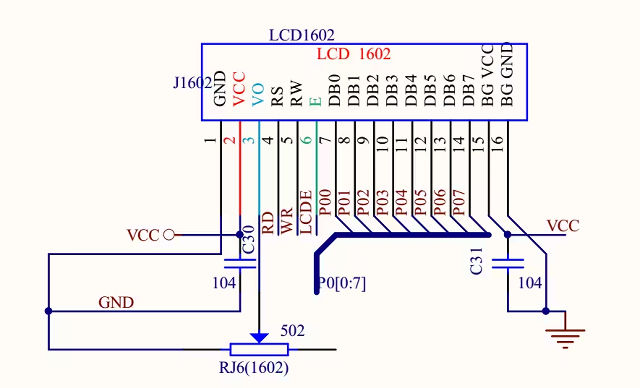 LCD1602
LCD 1602
J1602
GND
VCC
VO
RS
RW
E
DB0
DB1
DB2
DB3
DB4
DB5
DB6
DB7
BG VCC
BG GND
1
2
3
4
5
6
7
8
9
10
11
12
13
14
15
16
RD
WR
LCDE
P00
P01
P02
P03
P04
P05
P06
P07
VCC
C30
C31
VCC
104
P0[0:7]
104
GND
502
RJ6(1602)